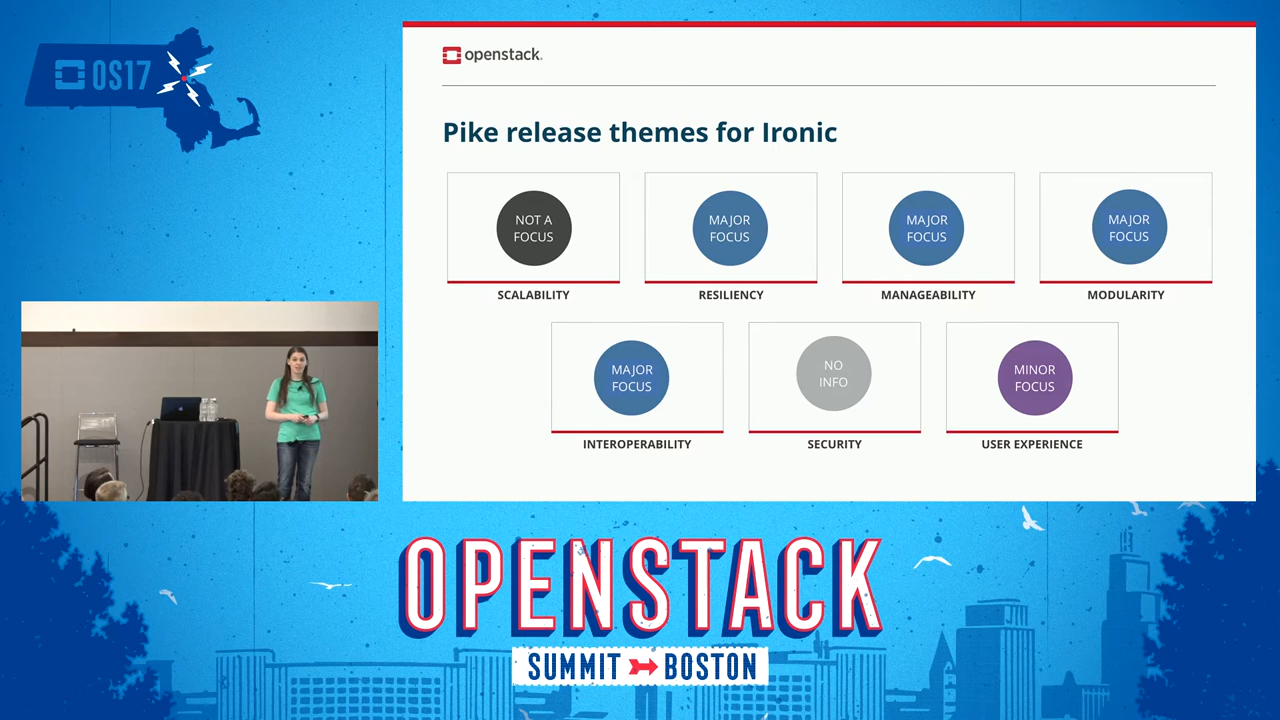 OS17
openstack.
Pike release themes for Ironic
NOT A
FOCUS
SCALABILITY
MAJOR
FOCUS
RESILIENCY
MAJOR
FOCUS
MANAGEABILITY
MAJOR
FOCUS
MODULARITY
MAJOR
FOCUS
INTEROPERABILITY
NO
INFO
SECURITY
MINOR
FOCUS
USER EXPERIENCE
OPENSTACK
SUMMIT BOSTON